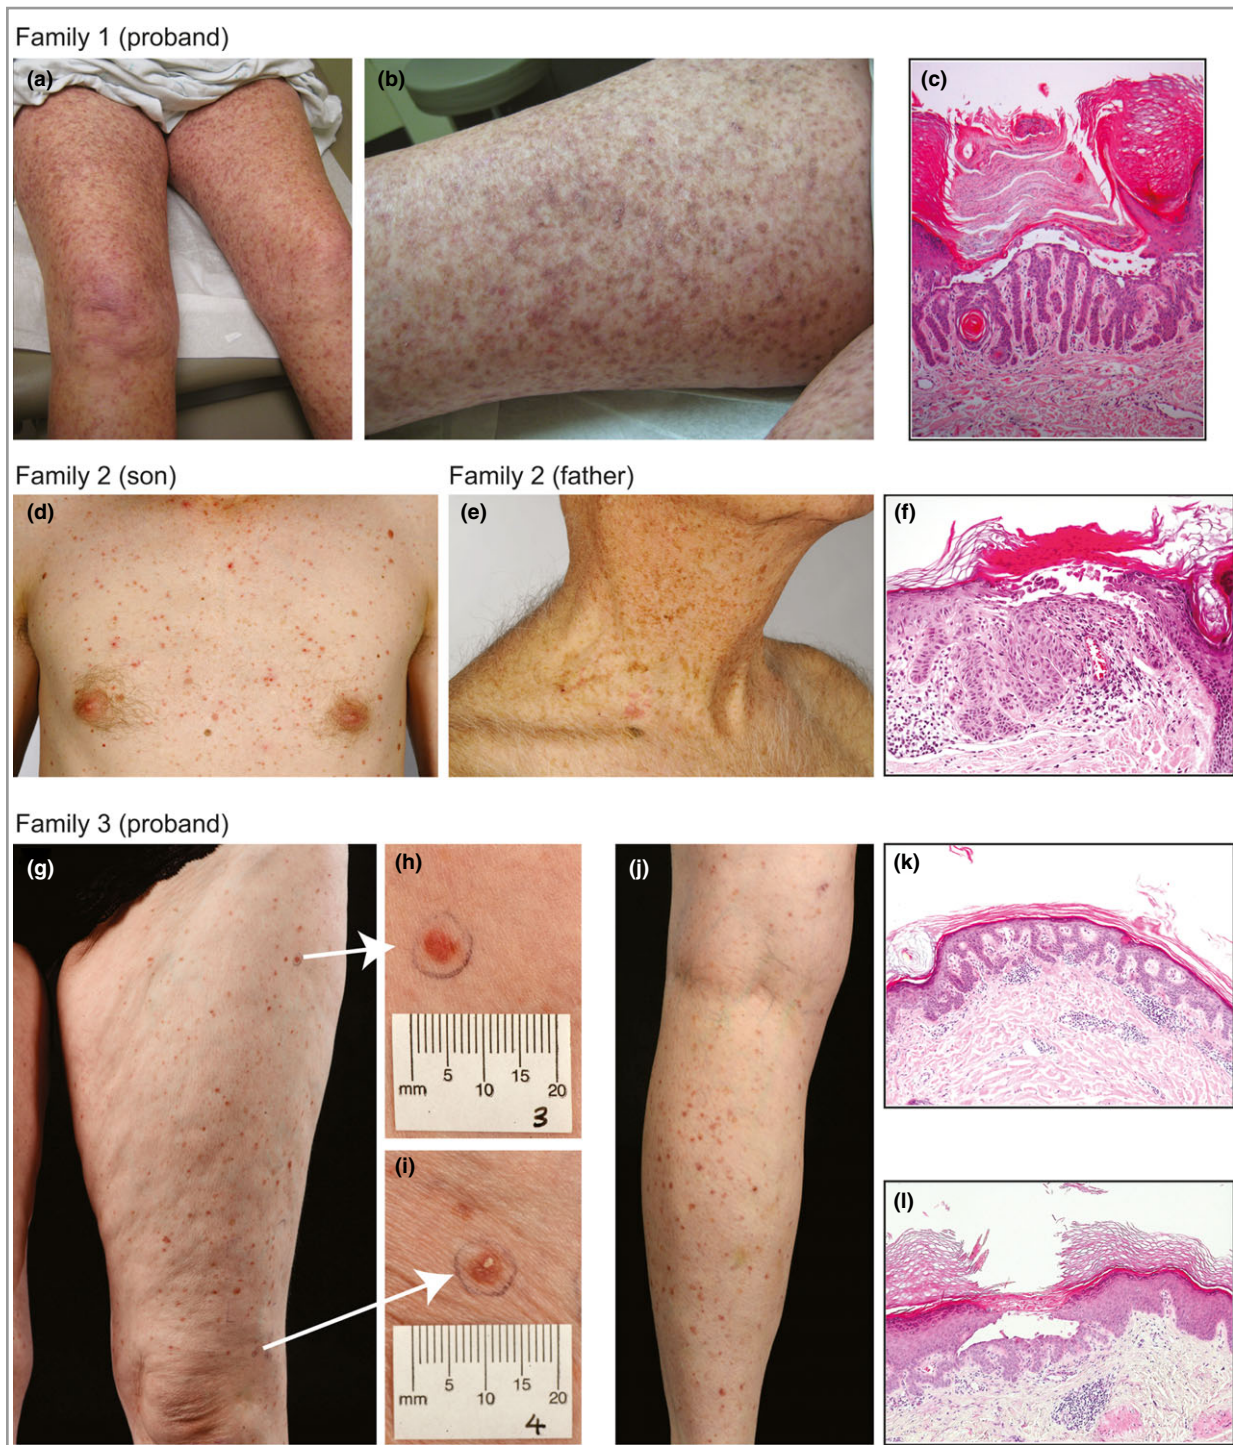 Family 1 (proband)
(a)
(b)
(c)
Family 2 (son)
Family 2 (father)
(d)
(e)
(f)
Family 3 (proband)
(g)
(h)
mm 5 10 15 20
3
(i)
mm 5 10 15 20
4
(j)
(k)
(l)